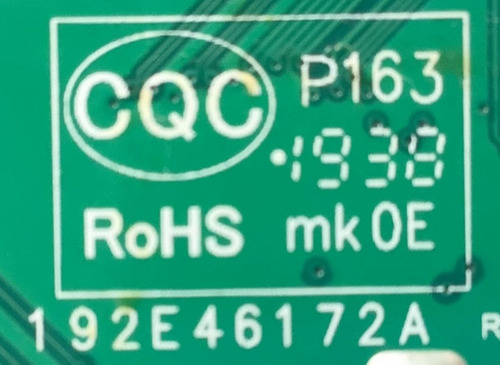 CQC P163
1938
RoHS mk0E
192E46172A
R